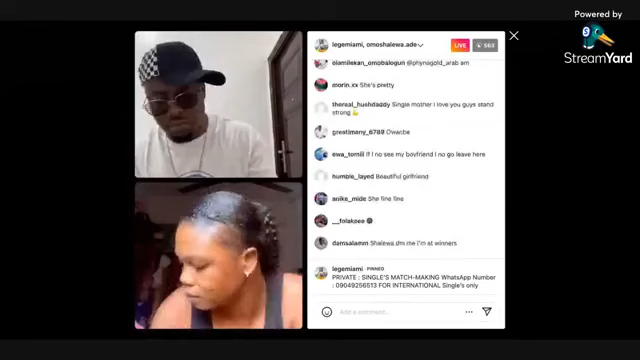 Powered by
StreamYard
legemiami, omoshalewa.ade
LIVE
563
olamilekan_omobalogun @phynagold_arab am
morin.xx She's pretty
thereal_hushdaddy Single mother I love you guys stand
strong 💪
greatimany_6789 Owanbe
ewa_tomiii If I no see my boyfriend I no go leave here
humble_layed Beautiful girlfriend
anike_mide She fine fine
__folakeee
damsalamm Shalewa dm me I'm at winners
legemiami PINNED
PRIVATE : SINGLE'S MATCH-MAKING WhatsApp Number
: 09049256513 FOR INTERNATIONAL Single's only
Add a comment...